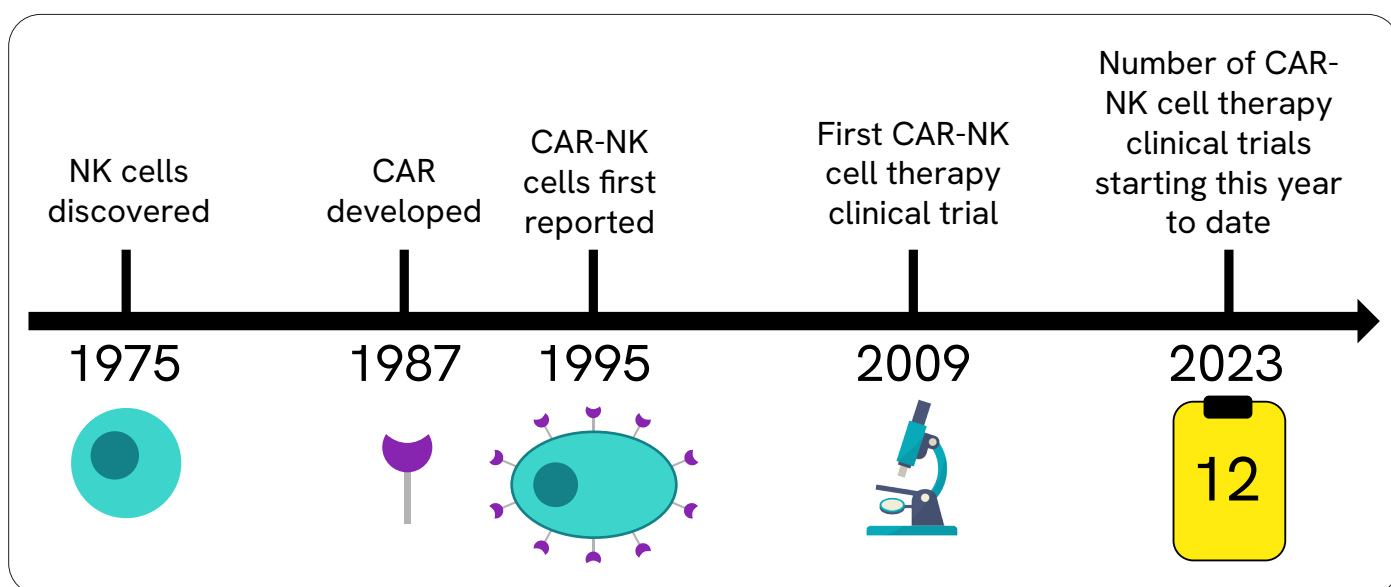 NK cells
discovered
CAR
developed
CAR-NK
cells first
reported
First CAR-NK
cell therapy
clinical trial
Number of CAR-
NK cell therapy
clinical trials
starting this year
to date
1975
1987
1995
2009
2023
12